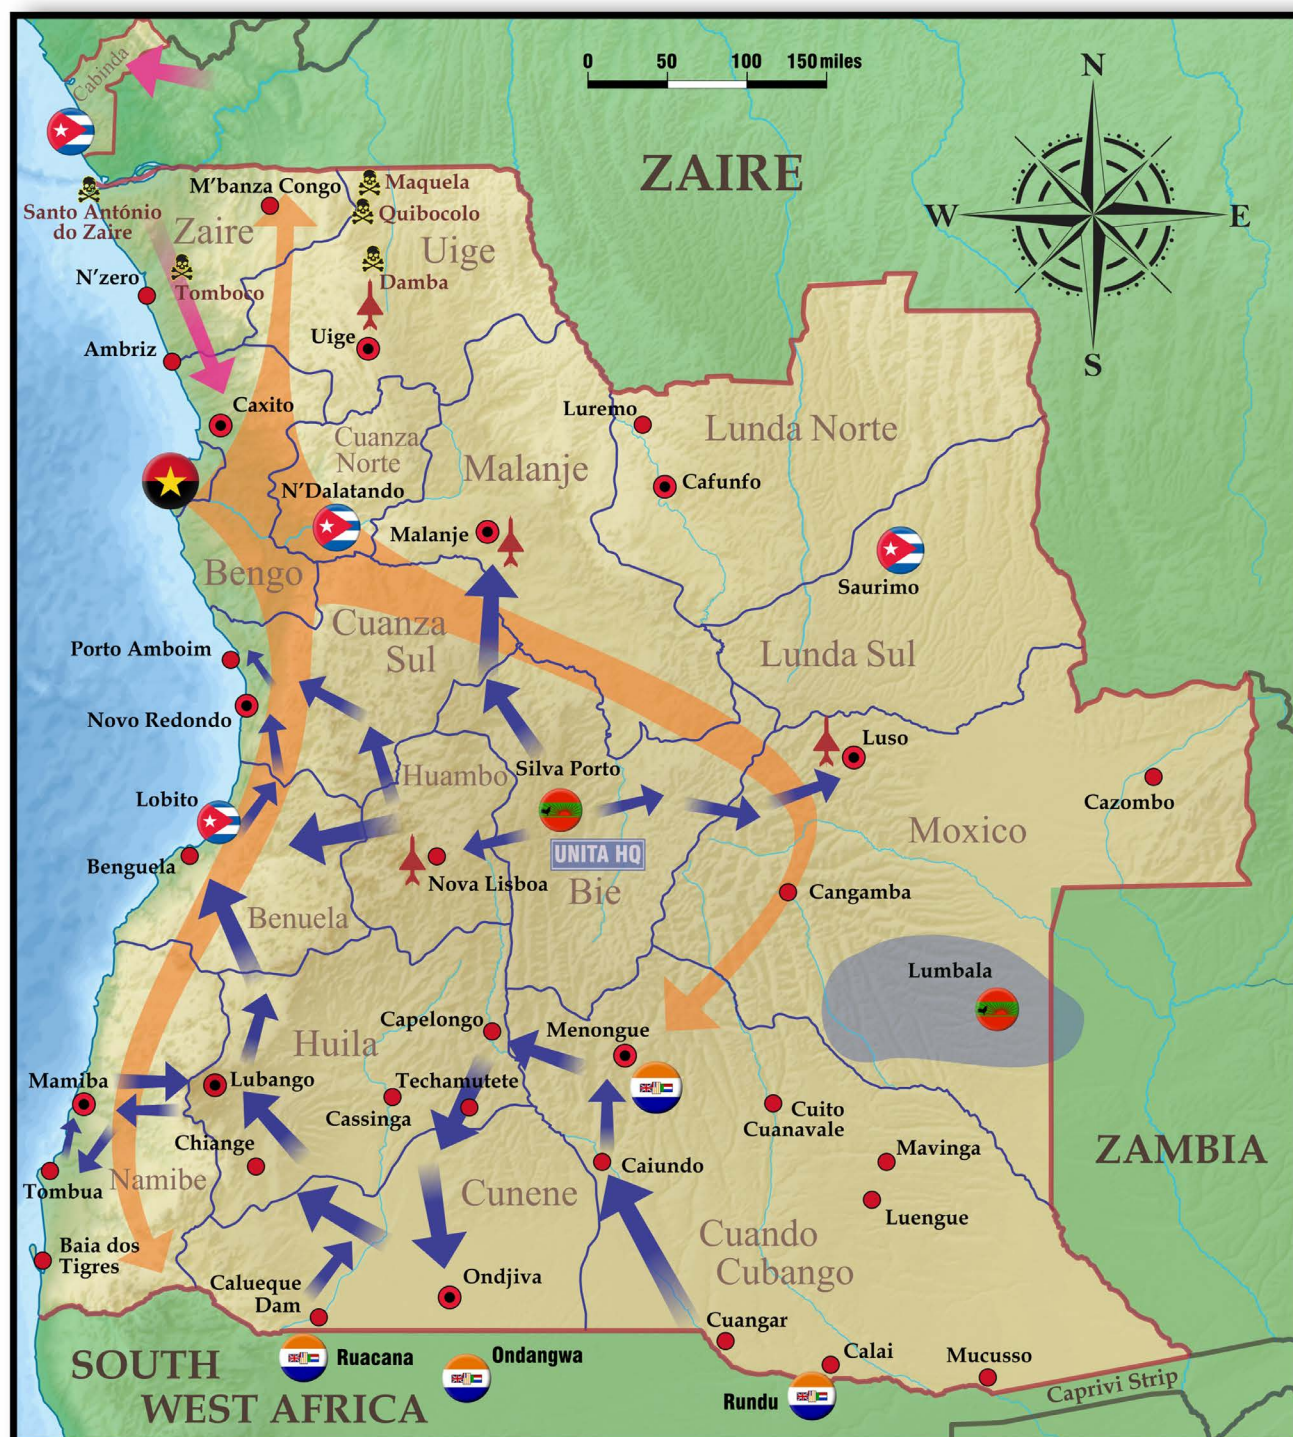 Cabinda
0 50 100 150 miles
N
W
E
S
ZAIRE
M'banza Congo
Maquela
Santo António
do Zaire
Zaire
Quibocolo
Uige
N'zero
Tomboco
Damba
Ambriz
Uige
Caxito
Luremo
Lunda Norte
Cuanza
Norte
Malanje
Cafunfo
N'Dalatando
Malanje
Bengo
Saurimo
Cuanza
Sul
Porto Amboim
Lunda Sul
Novo Redondo
Luso
Huambo
Silva Porto
Lobito
Cazombo
Moxico
UNITA HQ
Benguela
Nova Lisboa
Bie
Cangamba
Benuela
Lumbala
Capelongo
Menongue
Huila
Mamiba
Lubango
Techamutete
Cassinga
Cuito
Cuanavale
Chiange
Mavinga
ZAMBIA
Caiundo
Namibe
Tombua
Cunene
Luengue
Baia dos
Tigres
Cuando
Cubango
Calueque
Dam
Ondjiva
Cuangar
Calai
Mucusso
SOUTH
WEST AFRICA
Ruacana
Ondangwa
Rundu
Caprivi Strip